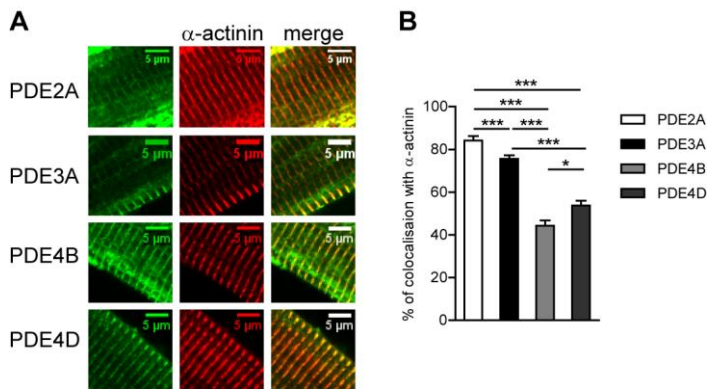 A
α-actinin merge
PDE2A
5 µm 5 µm 5 µm
PDE3A
5 µm 5 µm 5 µm
PDE4B
5 µm 5 µm 5 µm
PDE4D
5 µm 5 µm 5 µm
B
% of colocalisaion with α-actinin
100
80
60
40
20
0
***
***
*** ***
***
*
PDE2A
PDE3A
PDE4B
PDE4D